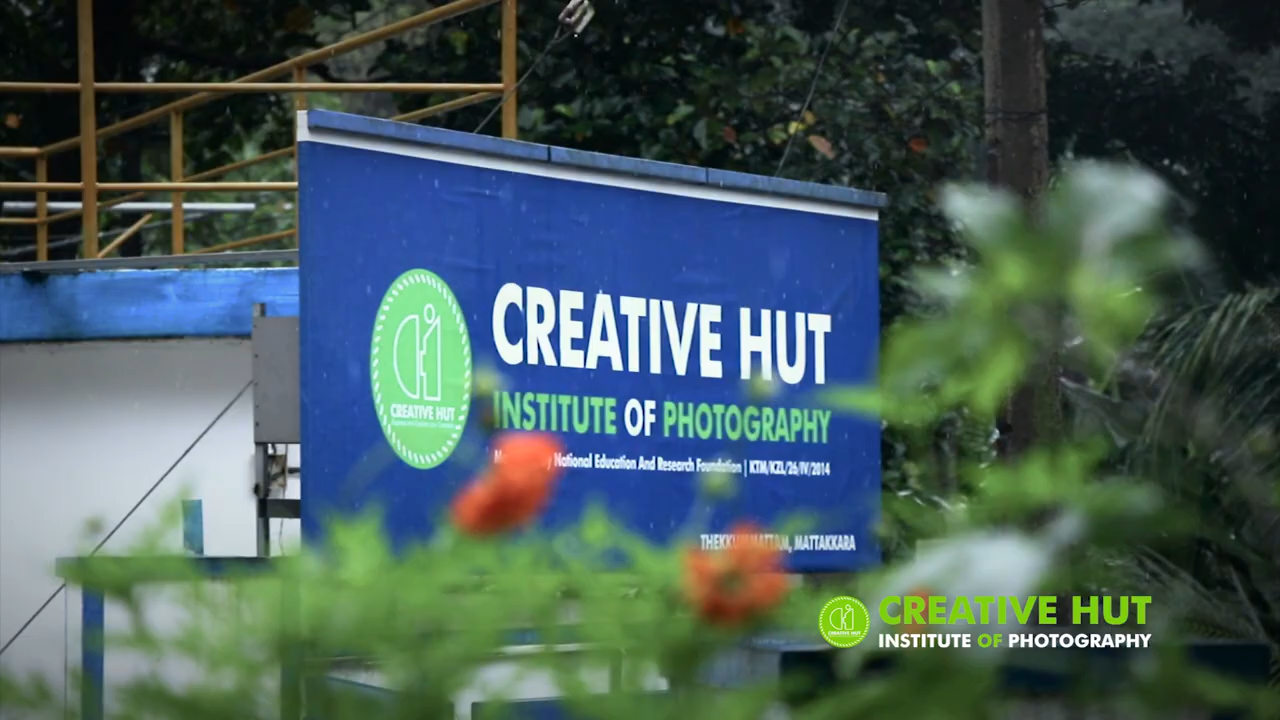 CREATIVE HUT
INSTITUTE OF PHOTOGRAPHY
National Education And Research Foundation | KTM/KZL/26/IV/2014
MATTAKKARA
CREATIVE HUT
CREATIVE HUT
INSTITUTE OF PHOTOGRAPHY
CREATIVE HUT